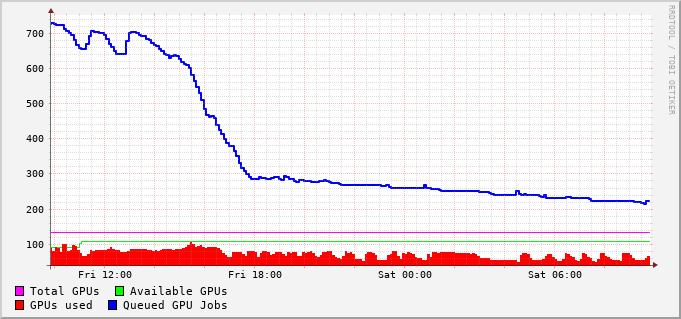 RRDTOOL / TOBI OETIKER
700
600
500
400
300
200
100
Fri 12:00 Fri 18:00 Sat 00:00 Sat 06:00
Total GPUs Available GPUs
GPUs used Queued GPU Jobs